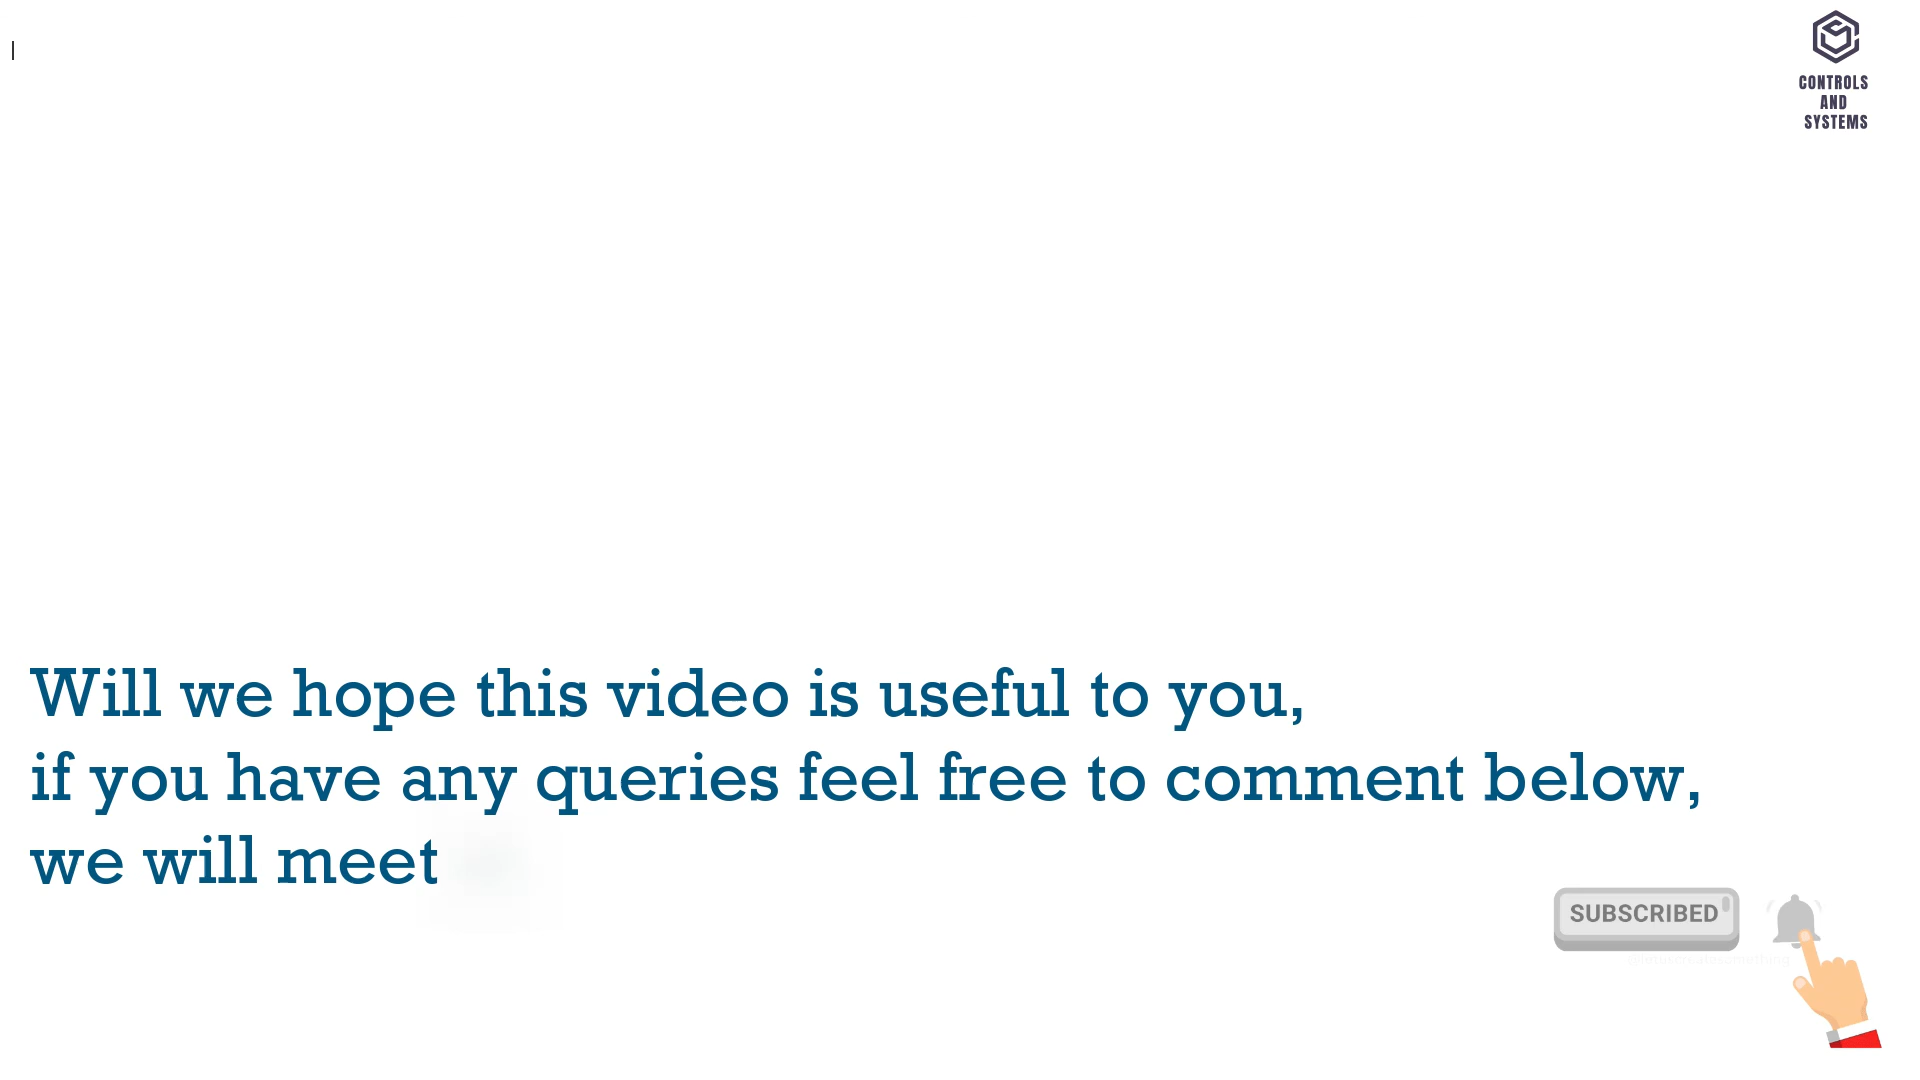 CONTROLS
AND
SYSTEMS
Will we hope this video is useful to you,
if you have any queries feel free to comment below,
we will meet
SUBSCRIBED